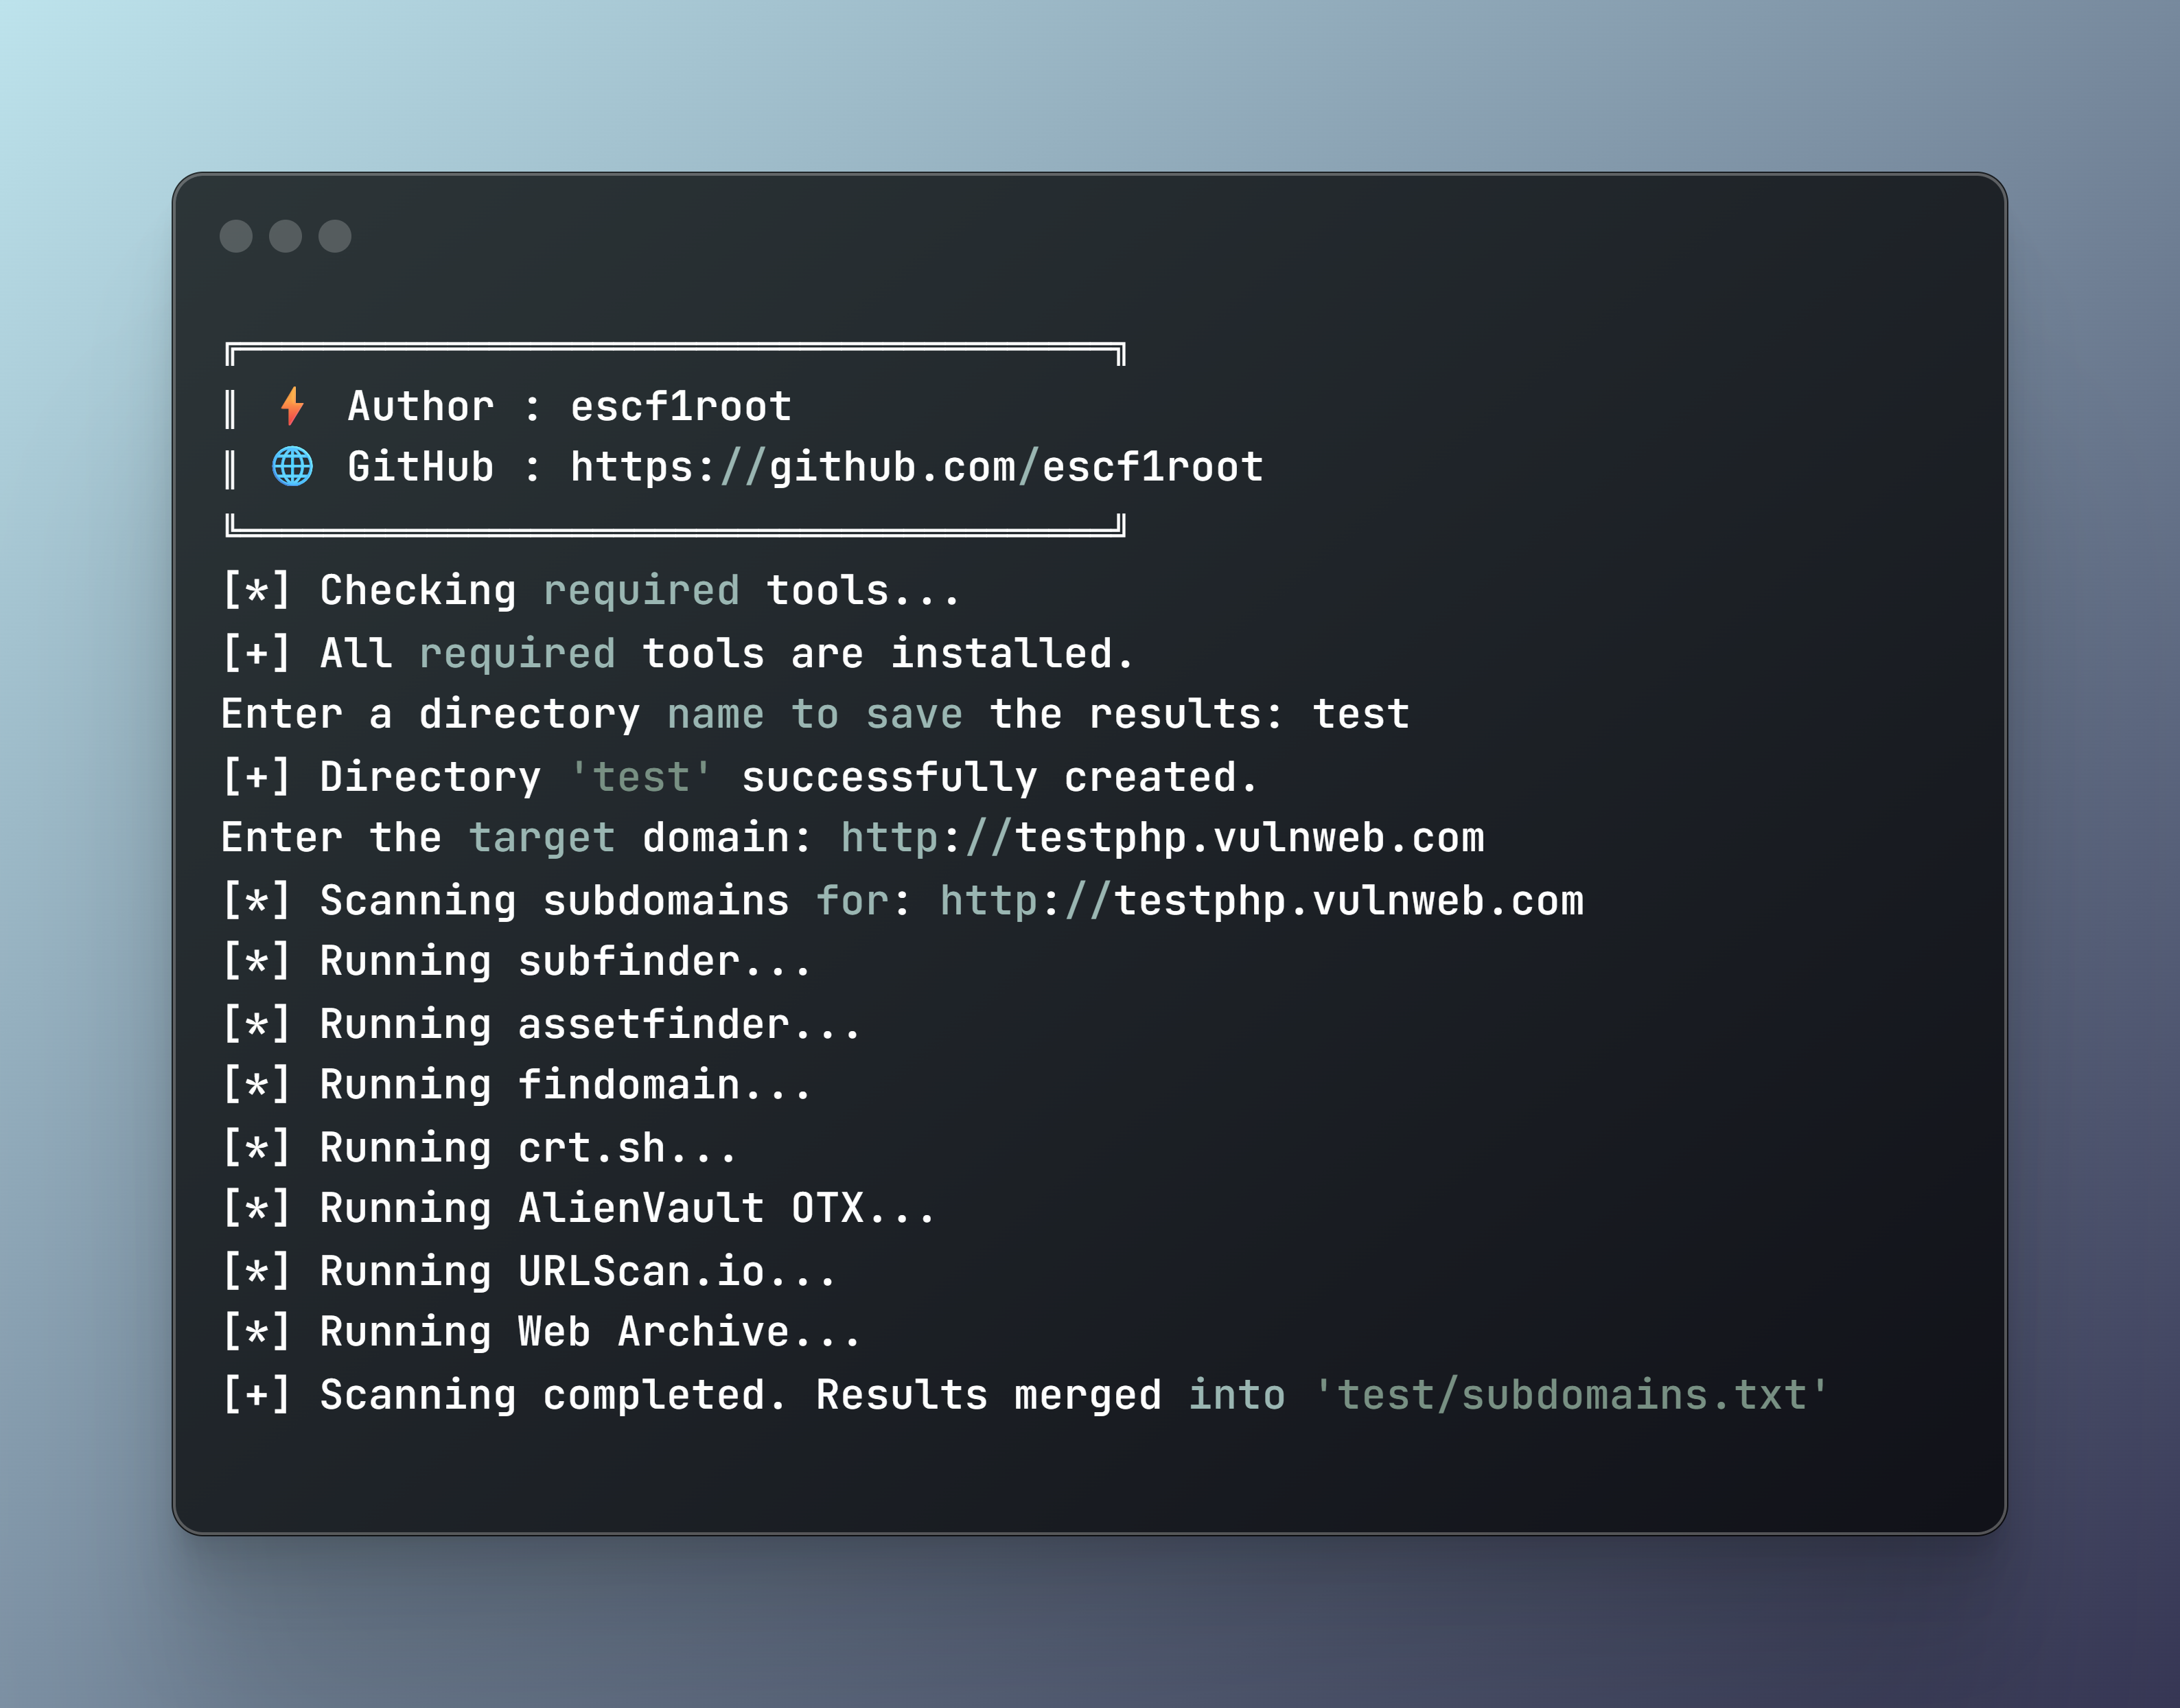 ╔═══════════════════════════════════╗
║ ⚡ Author : escf1root
║ 🌐 GitHub : https://github.com/escf1root
╚═══════════════════════════════════╝
[*] Checking required tools...
[+] All required tools are installed.
Enter a directory name to save the results: test
[+] Directory 'test' successfully created.
Enter the target domain: http://testphp.vulnweb.com
[*] Scanning subdomains for: http://testphp.vulnweb.com
[*] Running subfinder...
[*] Running assetfinder...
[*] Running findomain...
[*] Running crt.sh...
[*] Running AlienVault OTX...
[*] Running URLScan.io...
[*] Running Web Archive...
[+] Scanning completed. Results merged into 'test/subdomains.txt'